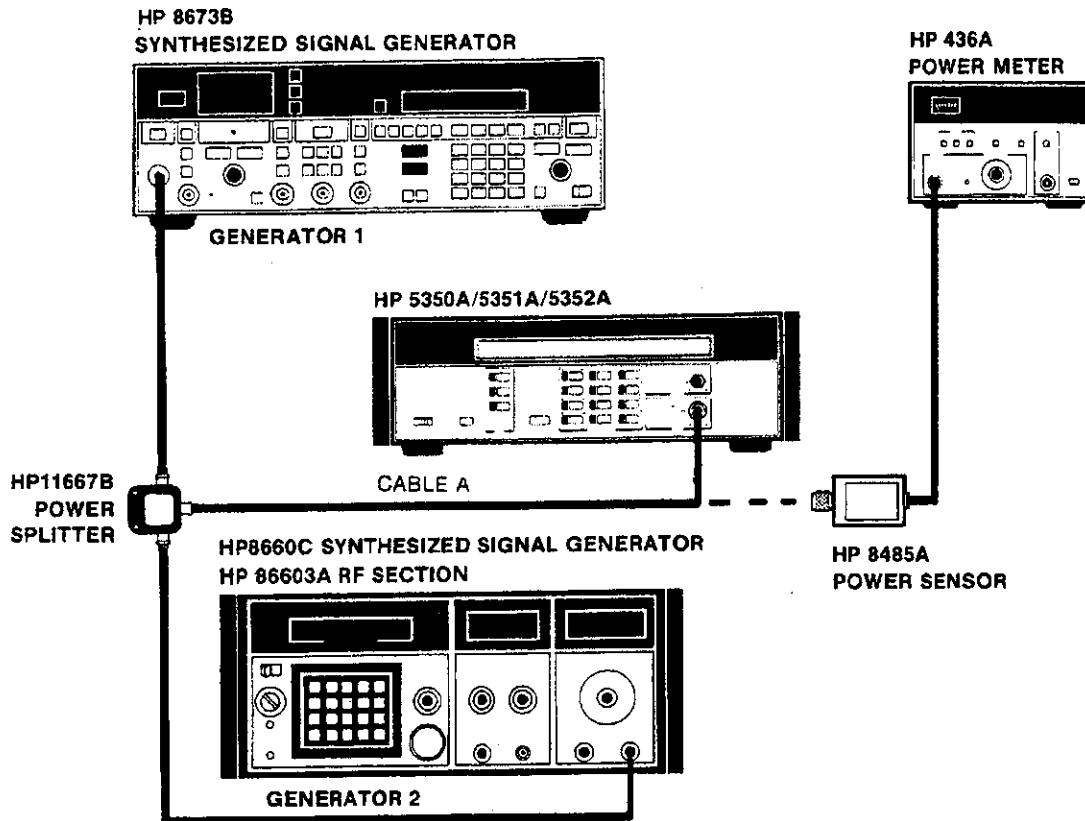 HP 8673B
SYNTHESIZED SIGNAL GENERATOR
HP 436A
POWER METER
GENERATOR 1
HP 5350A/5351A/5352A
HP11667B
POWER
SPLITTER
CABLE A
HP 8485A
POWER SENSOR
HP8660C SYNTHESIZED SIGNAL GENERATOR
HP 86603A RF SECTION
GENERATOR 2